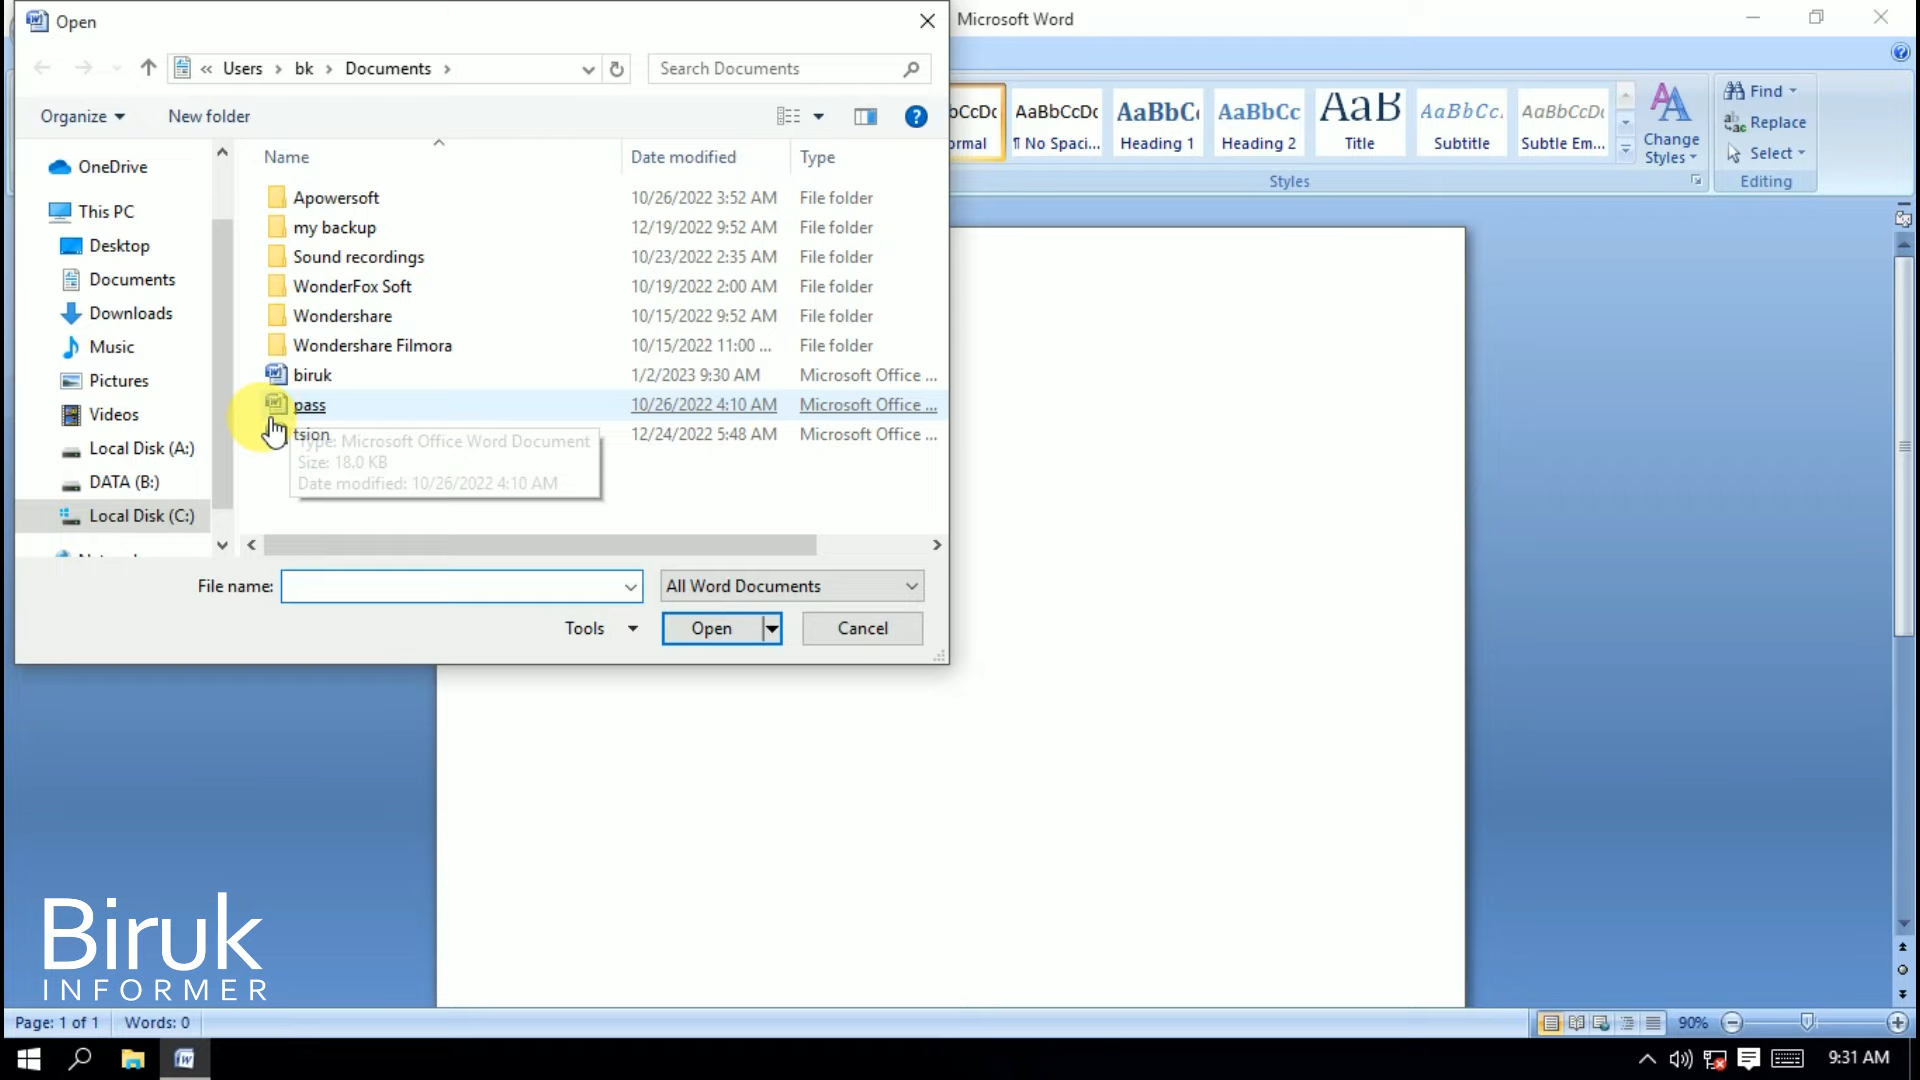 Open
Microsoft Word
« Users › bk › Documents ›
Search Documents
Organize
New folder
OneDrive
This PC
Desktop
Documents
Downloads
Music
Pictures
Videos
Local Disk (A:)
DATA (B:)
Local Disk (C:)
Name Date modified Type
Apowersoft 10/26/2022 3:52 AM File folder
my backup 12/19/2022 9:52 AM File folder
Sound recordings 10/23/2022 2:35 AM File folder
WonderFox Soft 10/19/2022 2:00 AM File folder
Wondershare 10/15/2022 9:52 AM File folder
Wondershare Filmora 10/15/2022 11:00 ... File folder
biruk 1/2/2023 9:30 AM Microsoft Office ...
pass 10/26/2022 4:10 AM Microsoft Office ...
tsion 12/24/2022 5:48 AM Microsoft Office ...
Type: Microsoft Office Word Document
Size: 18.0 KB
Date modified: 10/26/2022 4:10 AM
File name:
All Word Documents
Tools
Open
Cancel
bCcDc AaBbCcDc AaBbC AaBbCc AaB AaBbCc. AaBbCcDc
ormal ¶ No Spaci... Heading 1 Heading 2 Title Subtitle Subtle Em...
Change
Styles
Styles
Find
Replace
Select
Editing
Biruk
INFORMER
Page: 1 of 1 Words: 0
90%
9:31 AM